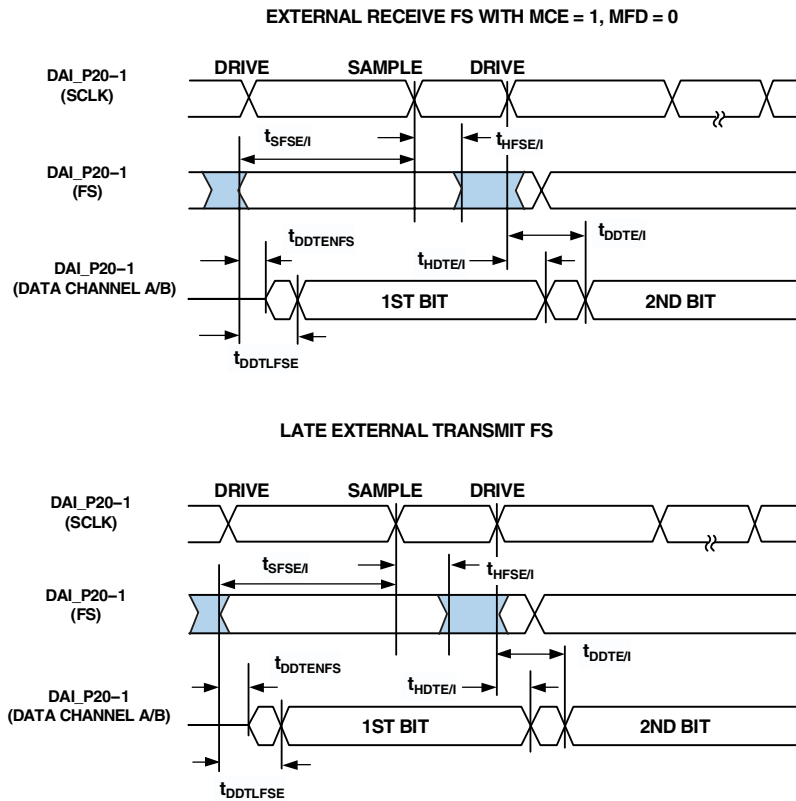 EXTERNAL RECEIVE FS WITH MCE = 1, MFD = 0
DAI_P20–1
(SCLK)
DRIVE SAMPLE DRIVE
tSFSE/I
tHFSE/I
DAI_P20–1
(FS)
tDDTENFS
tDDTE/I
tHDTE/I
DAI_P20–1
(DATA CHANNEL A/B)
1ST BIT 2ND BIT
tDDTLFSE
LATE EXTERNAL TRANSMIT FS
DAI_P20–1
(SCLK)
DRIVE SAMPLE DRIVE
tSFSE/I
tHFSE/I
DAI_P20–1
(FS)
tDDTENFS
tDDTE/I
tHDTE/I
DAI_P20–1
(DATA CHANNEL A/B)
1ST BIT 2ND BIT
tDDTLFSE